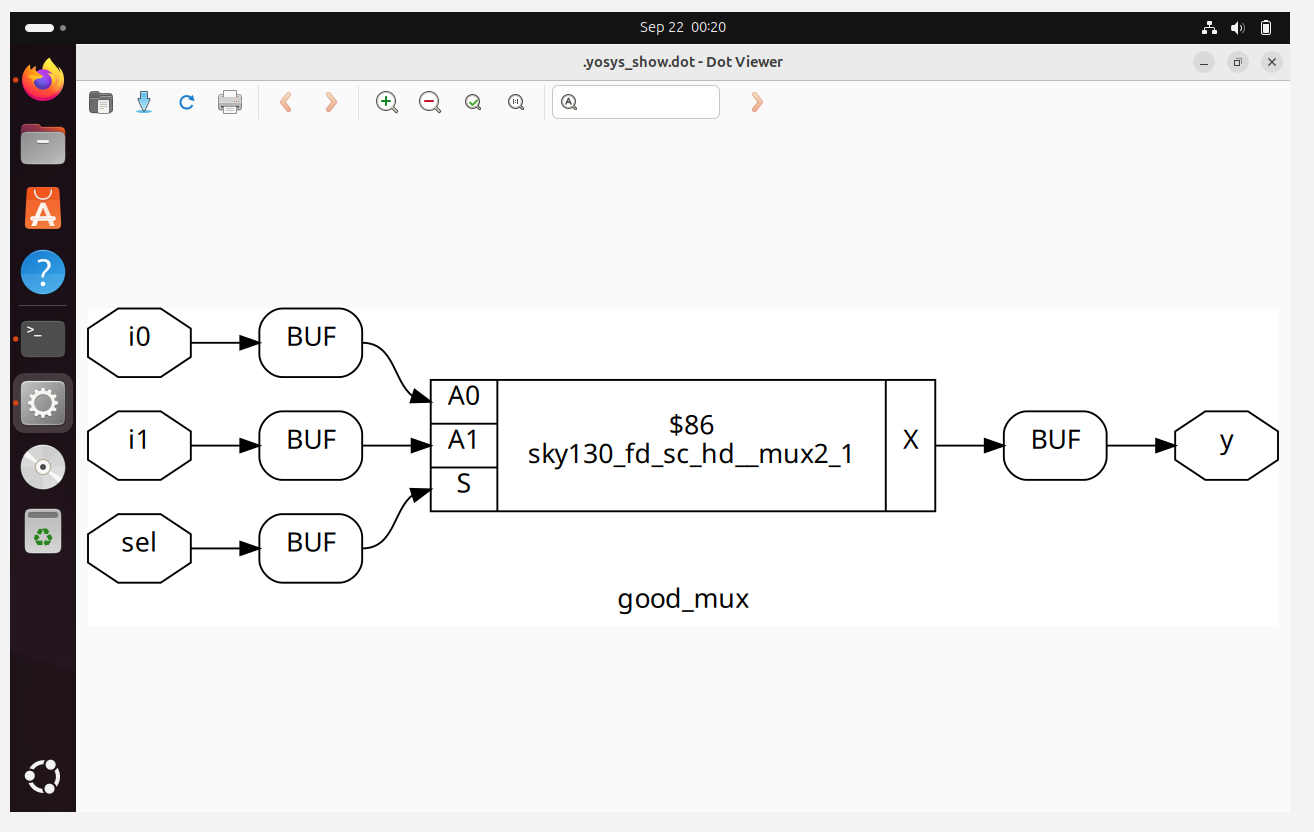 Sep 22 00:20
.yosys_show.dot - Dot Viewer
i0
BUF
A0
i1
BUF
A1
$86
sky130_fd_sc_hd__mux2_1
X
BUF
y
S
sel
BUF
good_mux